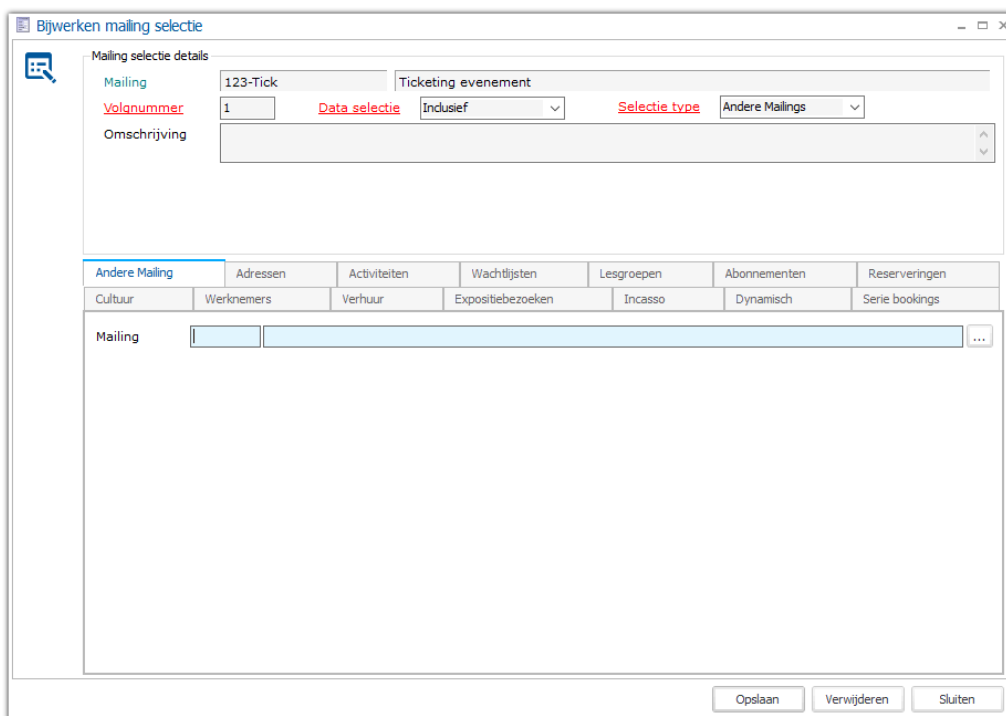 Bijwerken mailing selectie
Mailing selectie details
Mailing 123-Tick Ticketing evenement
Volgnummer 1 Data selectie Inclusief Selectie type Andere Mailings
Omschrijving
Andere Mailing Adressen Activiteiten Wachtlijsten Lesgroepen Abonnementen Reserveringen
Cultuur Werknemers Verhuur Expositiebezoeken Incasso Dynamisch Serie bookings
Mailing ...
Opslaan Verwijderen Sluiten